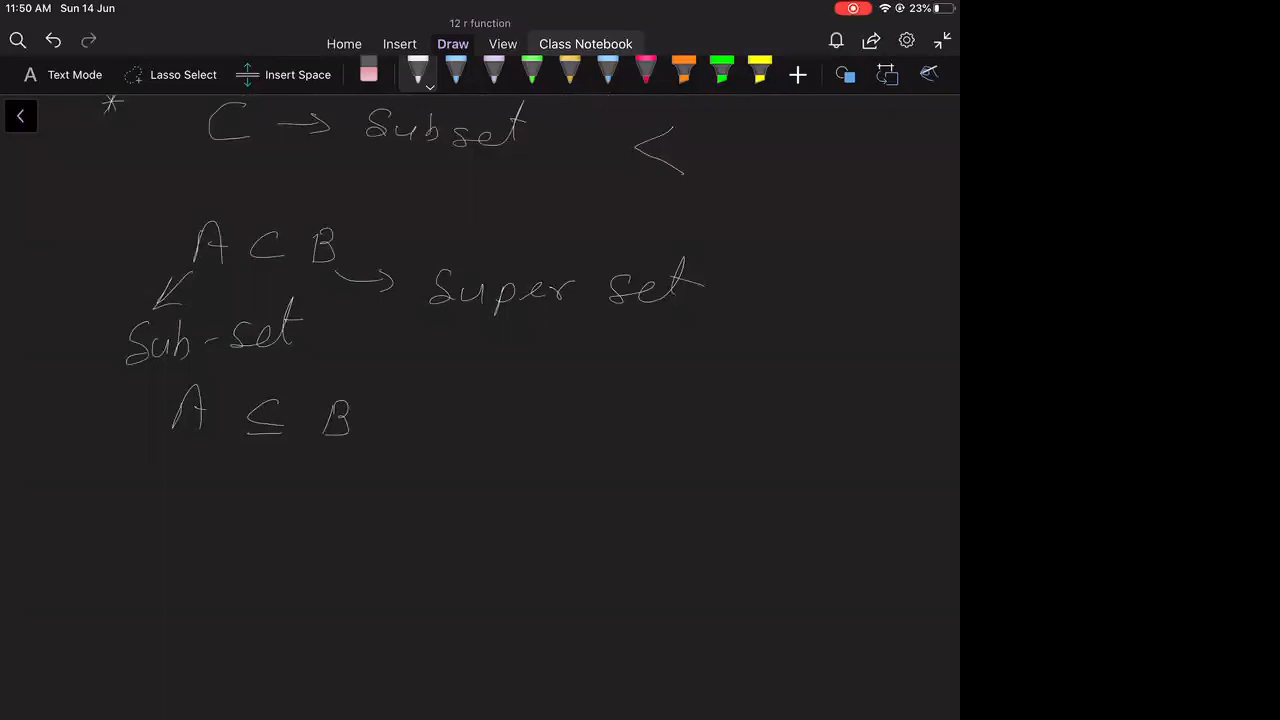 11:50 AM Sun 14 Jun 23%
12 r function
Home Insert Draw View Class Notebook
A Text Mode Lasso Select Insert Space
* ⊂ → Subset <
A ⊂ B
Super set
Sub-set
A ⊆ B